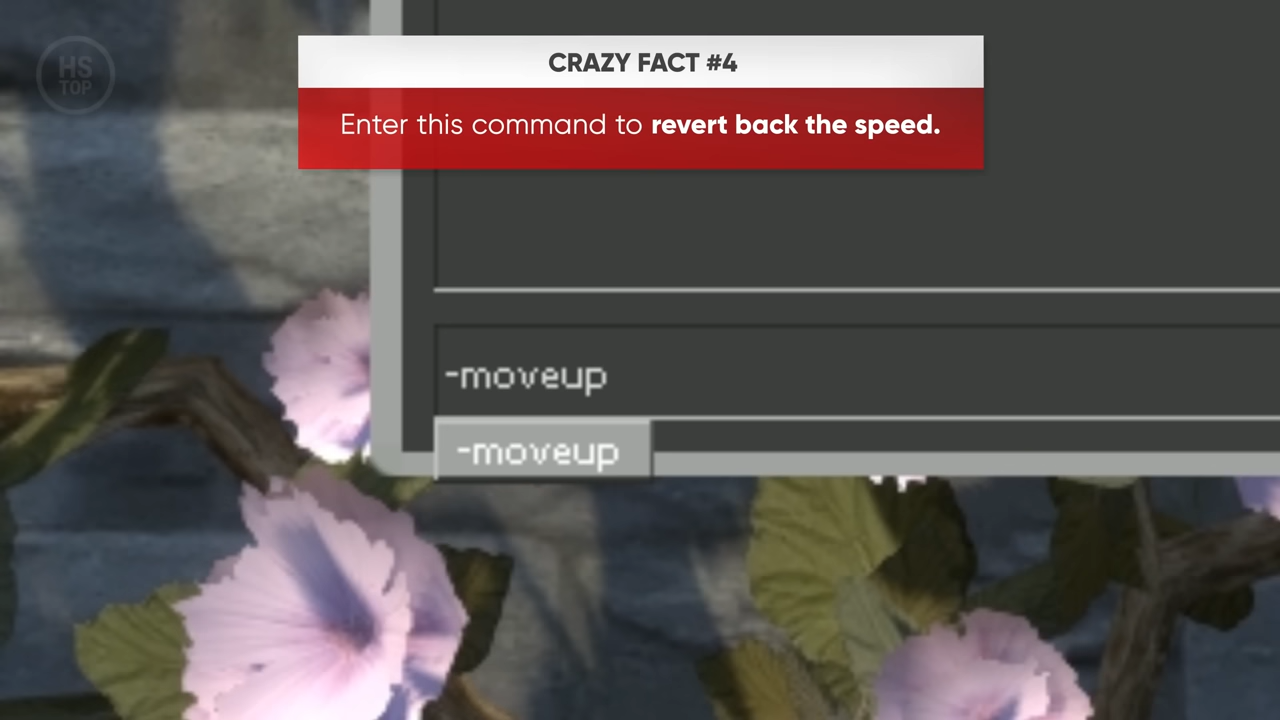 HS
TOP
CRAZY FACT #4
Enter this command to revert back the speed.
-moveup
-moveup